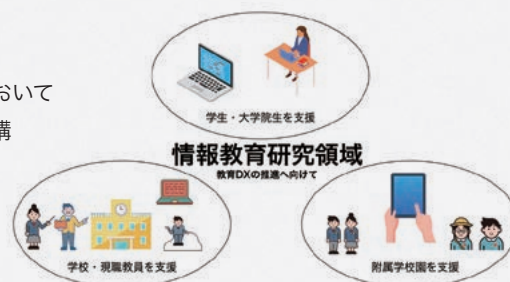 おいて
構
学生・大学院生を支援
情報教育研究領域
教育DXの推進へ向けて
学校・現職教員を支援
附属学校園を支援